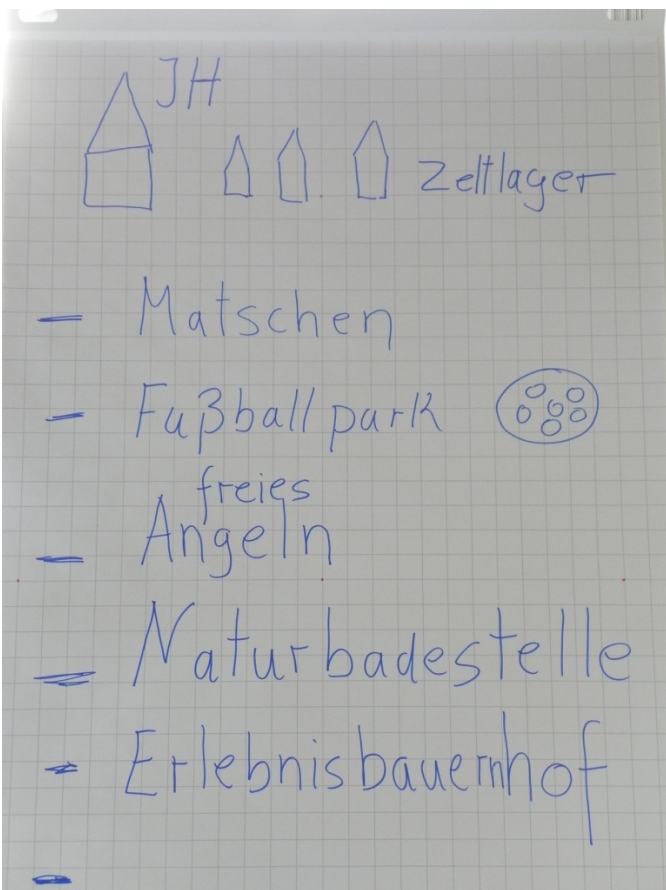 JH
Zeltlager
- Matschen
- Fußballpark
freies
- Angeln
- Naturbadestelle
- Erlebnisbauernhof
-